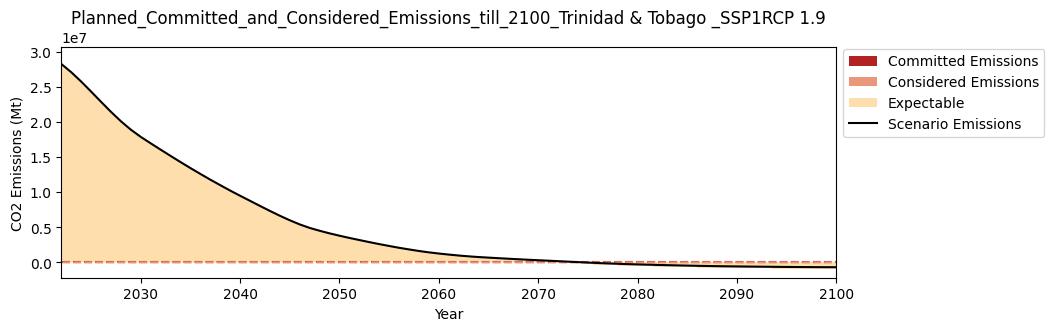 Planned_Committed_and_Considered_Emissions_till_2100_Trinidad & Tobago _SSP1RCP 1.9
1e7
3.0
2.5
2.0
1.5
1.0
0.5
0.0
CO2 Emissions (Mt)
2030 2040 2050 2060 2070 2080 2090 2100
Year
Committed Emissions
Considered Emissions
Expectable
Scenario Emissions